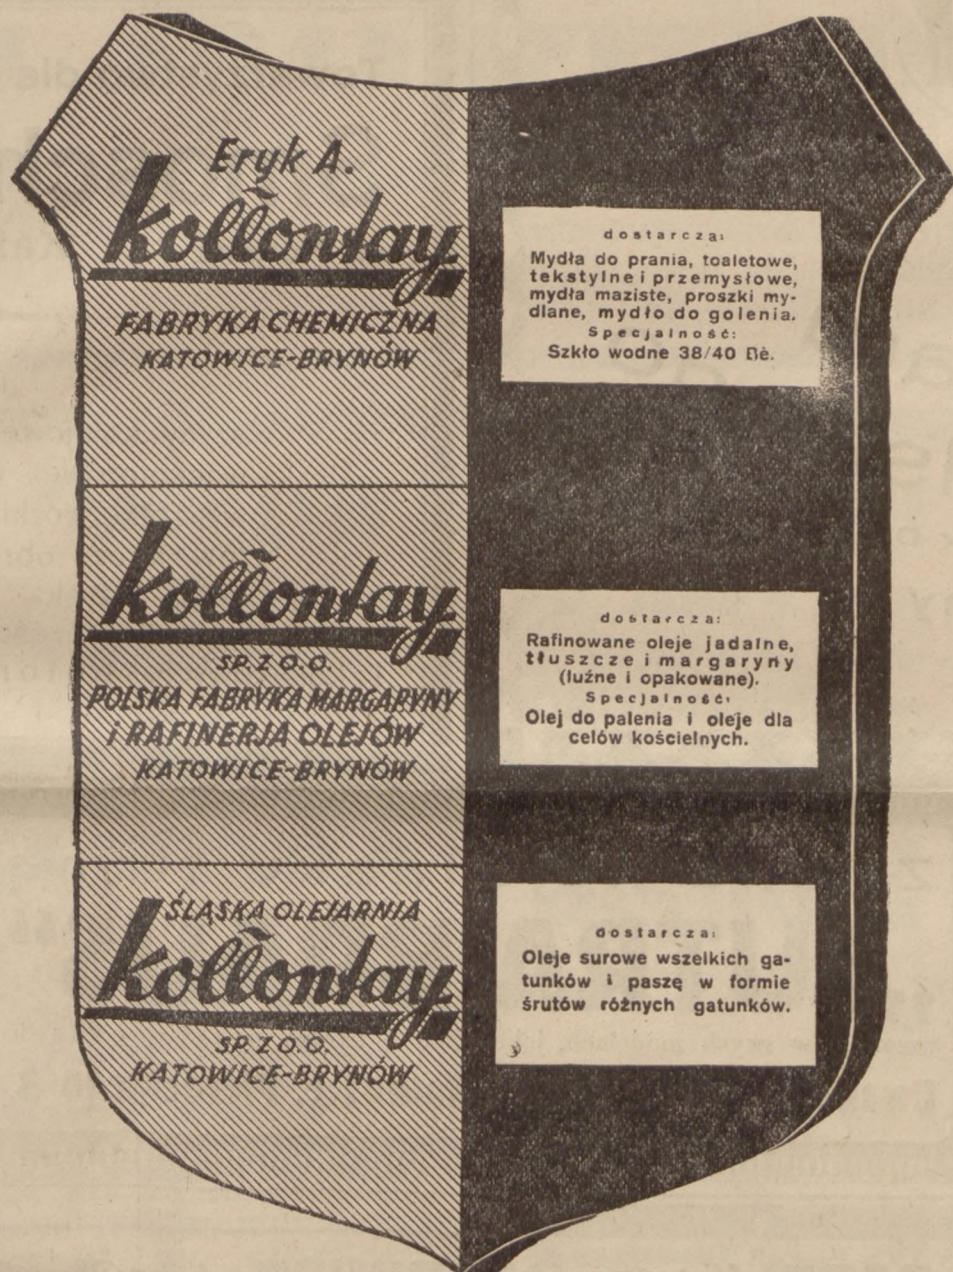 Eryk A.
kołłontay
FABRYKA CHEMICZNA
KATOWICE-BRYNÓW
dostarcza:
Mydła do prania, toaletowe,
tekstylne i przemysłowe,
mydła maziste, proszki my-
dlane, mydło do golenia.
Specjalność:
Szkło wodne 38/40 Bè.
kołłontay
SP. Z O.O.
POLSKA FABRYKA MARGARYNY
i RAFINERJA OLEJÓW
KATOWICE-BRYNÓW
dostarcza:
Rafinowane oleje jadalne,
tłuszcze i margaryny
(luźne i opakowane).
Specjalność:
Olej do palenia i oleje dla
celów kościelnych.
ŚLĄSKA OLEJARNIA
kołłontay
SP. Z O.O.
KATOWICE-BRYNÓW
dostarcza:
Oleje surowe wszelkich ga-
tunków i paszę w formie
śrutów różnych gatunków.